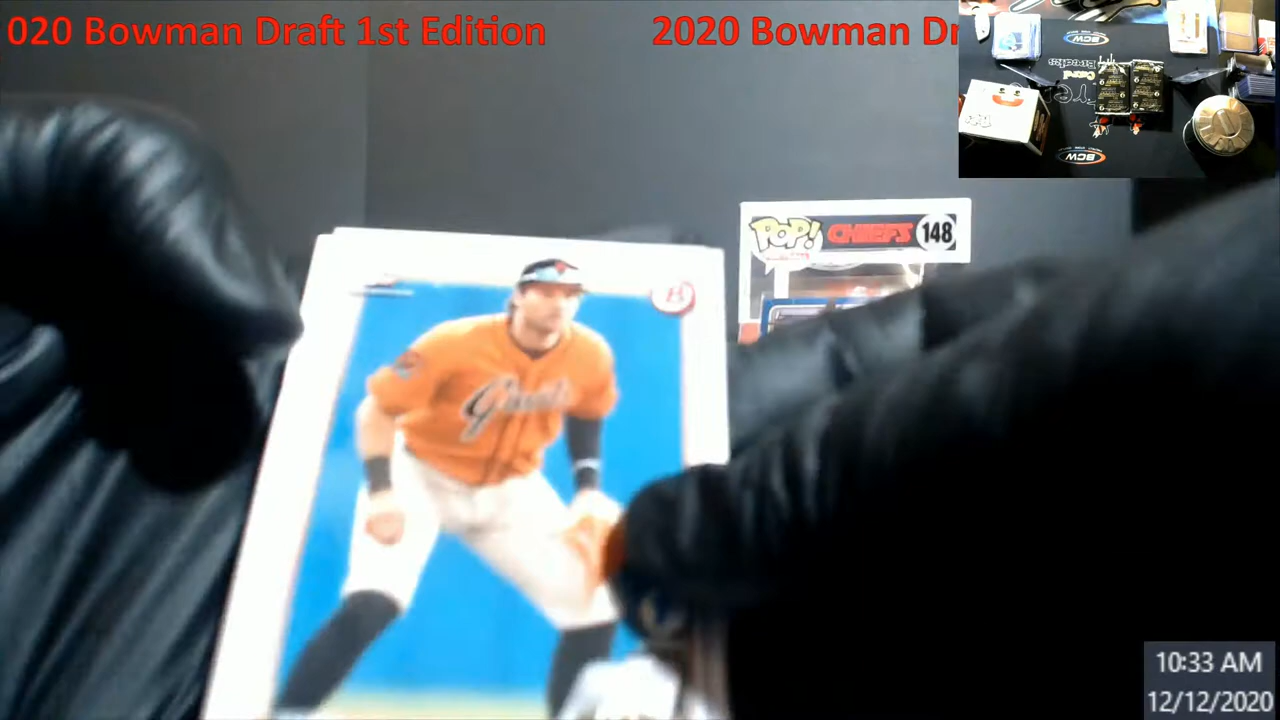 020 Bowman Draft 1st Edition 2020 Bowman Dr
BCW
BCW
POP! CHIEFS 148
B
Giants
10:33 AM
12/12/2020